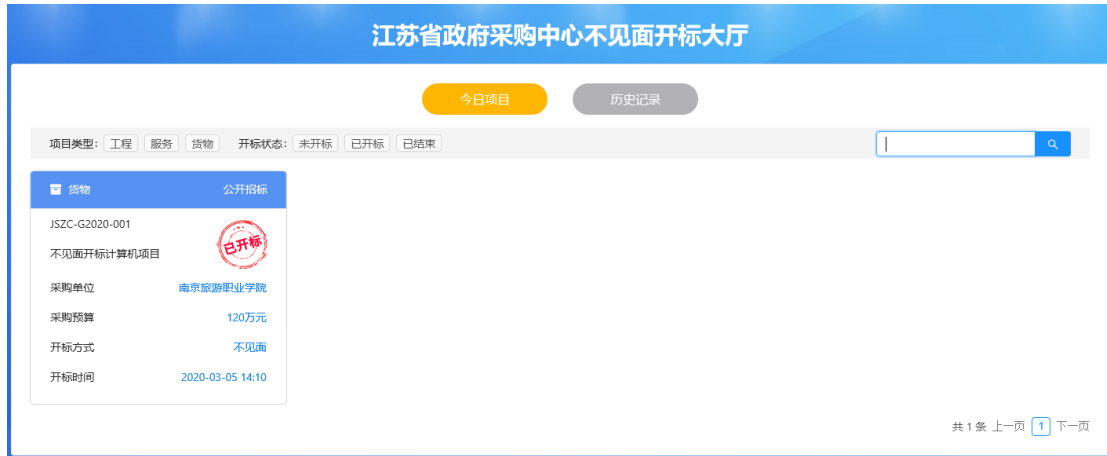 江苏省政府采购中心不见面开标大厅
今日项目 历史记录
项目类型: 工程 服务 货物 开标状态: 未开标 已开标 已结束
货物 公开招标
JSZC-G2020-001
已开标
不见面开标计算机项目
采购单位 南京旅游职业学院
采购预算 120万元
开标方式 不见面
开标时间 2020-03-05 14:10
共 1 条 上一页 1 下一页